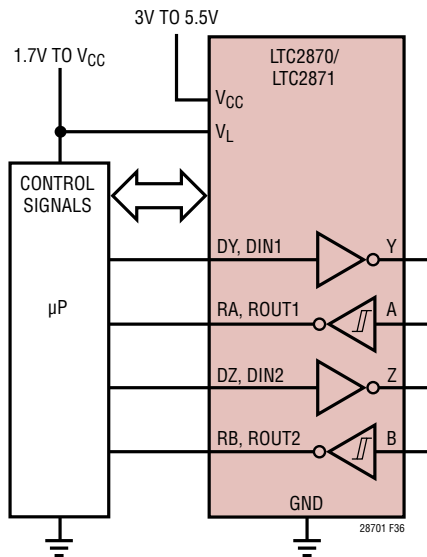 3V TO 5.5V
1.7V TO VCC
LTC2870/
LTC2871
VCC
VL
CONTROL
SIGNALS
µP
DY, DIN1
Y
RA, ROUT1
A
DZ, DIN2
Z
RB, ROUT2
B
GND
28701 F36